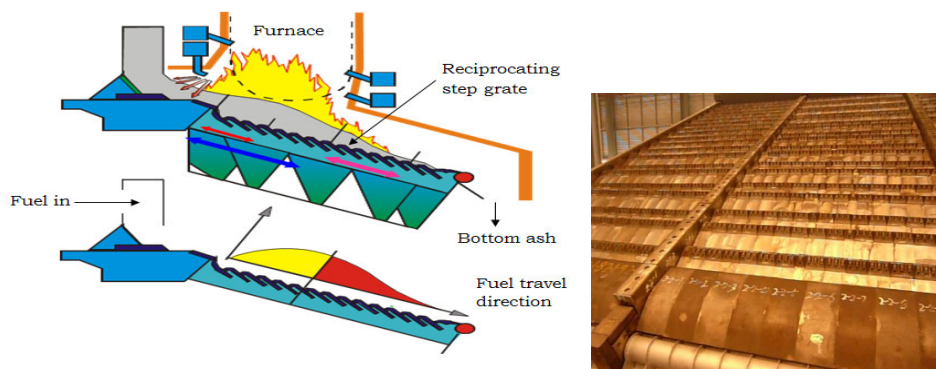 Furnace
Reciprocating
step grate
Fuel in
Bottom ash
Fuel travel
direction